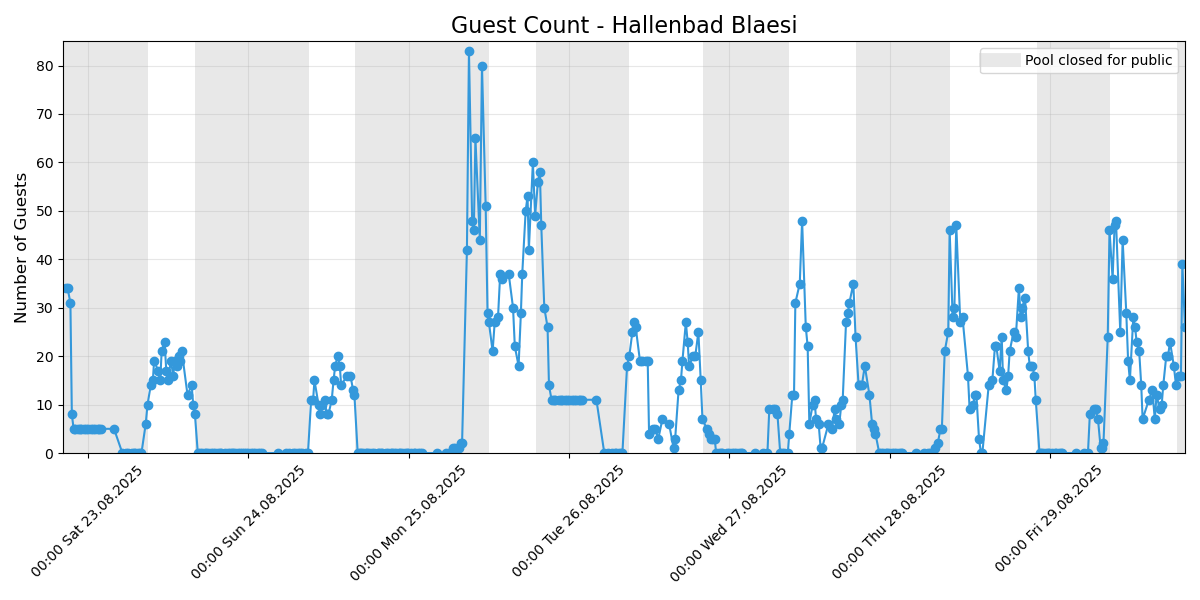 Guest Count - Hallenbad Blaesi
Pool closed for public
Number of Guests
80
70
60
50
40
30
20
10
0
00:00 Sat 23.08.2025
00:00 Sun 24.08.2025
00:00 Mon 25.08.2025
00:00 Tue 26.08.2025
00:00 Wed 27.08.2025
00:00 Thu 28.08.2025
00:00 Fri 29.08.2025